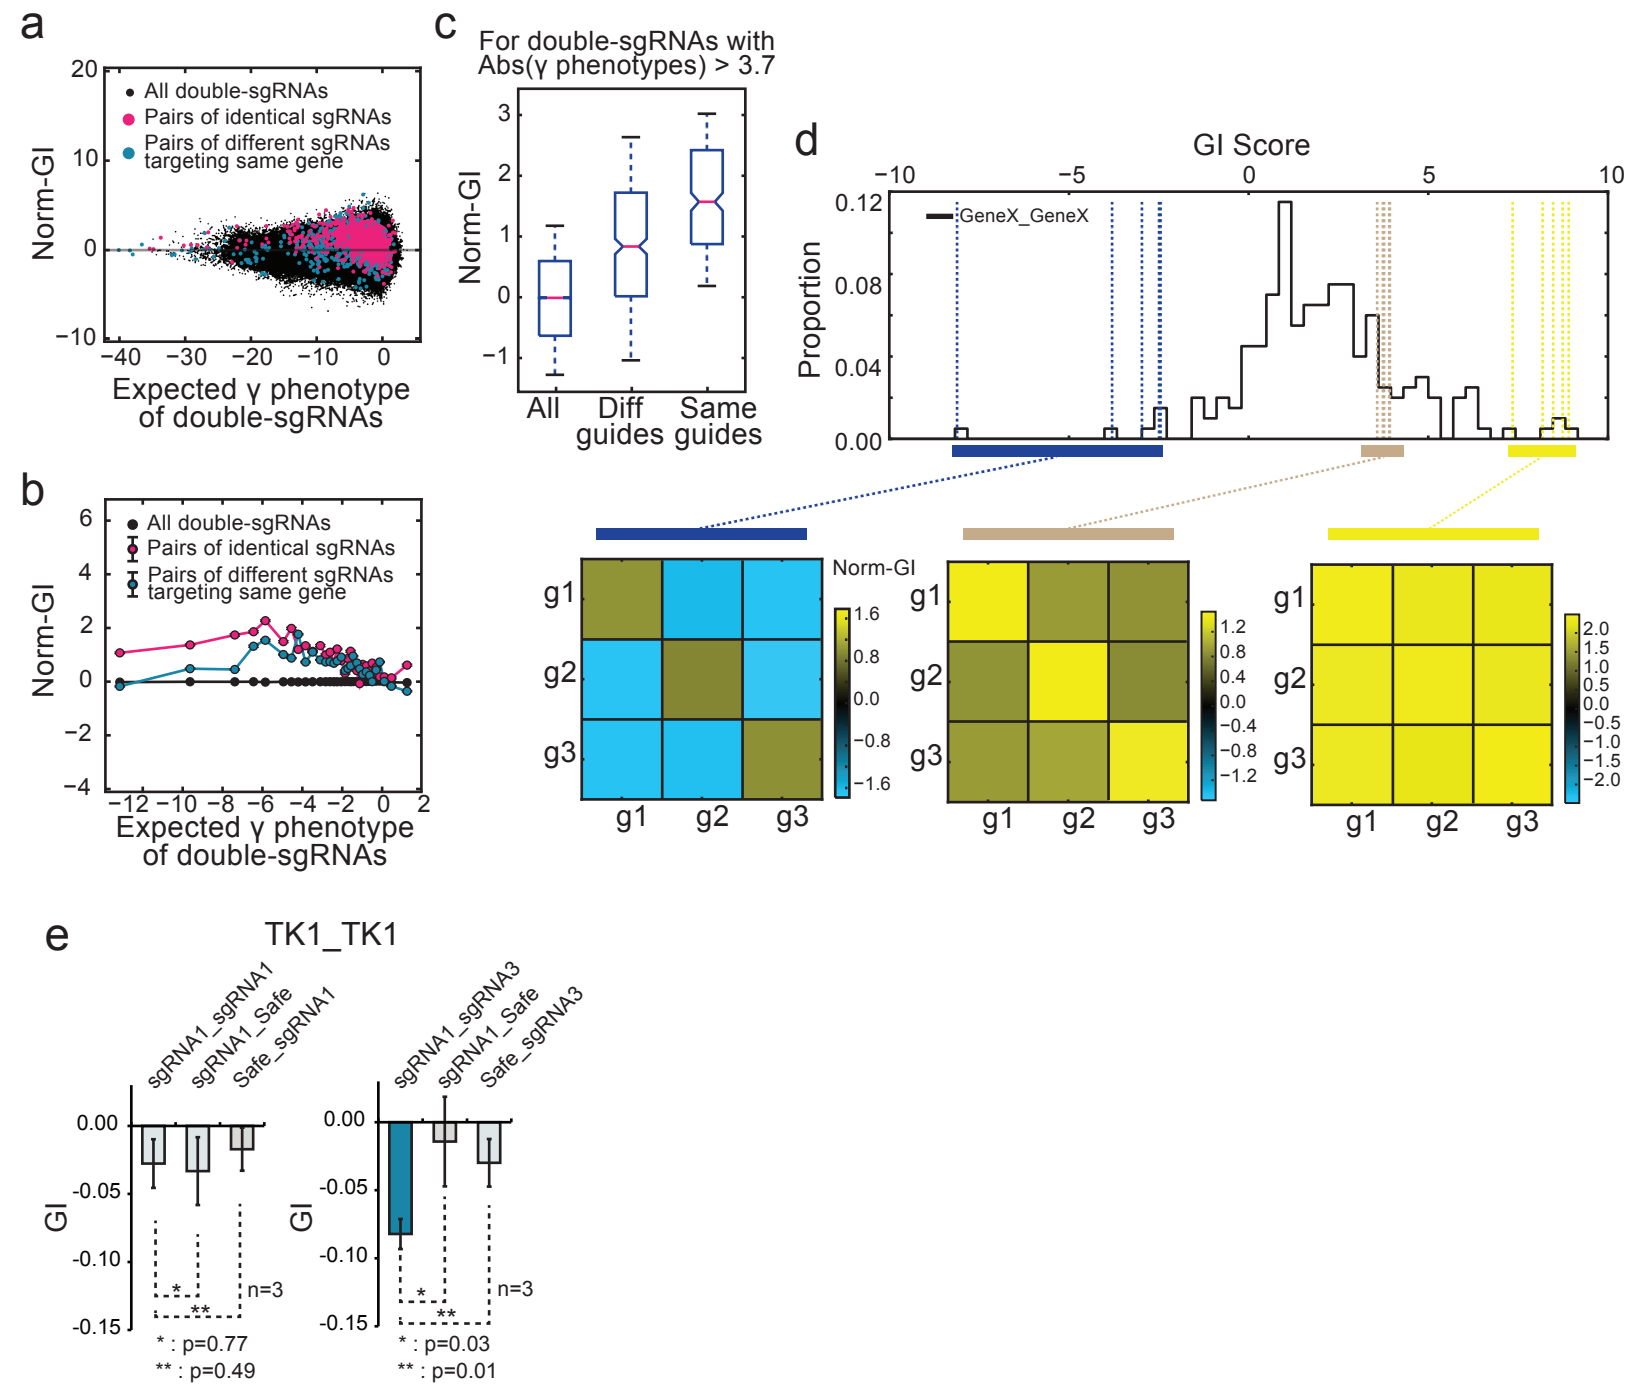 a
20
10
0
−10
Norm-GI
All double-sgRNAs
Pairs of identical sgRNAs
Pairs of different sgRNAs
targeting same gene
−40 −30 −20 −10 0
Expected γ phenotype
of double-sgRNAs
b
6
4
2
0
−2
−4
Norm-GI
All double-sgRNAs
Pairs of identical sgRNAs
Pairs of different sgRNAs
targeting same gene
−12 −10 −8 −6 −4 −2 0 2
Expected γ phenotype
of double-sgRNAs
c
For double-sgRNAs with
Abs(γ phenotypes) > 3.7
3
2
1
0
−1
Norm-GI
All Diff Same
guides guides
d
GI Score
−10 −5 0 5 10
0.12
0.08
0.04
0.00
Proportion
GeneX_GeneX
g1
g2
g3
g1 g2 g3
Norm-GI
1.6
0.8
0.0
−0.8
−1.6
g1
g2
g3
g1 g2 g3
1.2
0.8
0.4
0.0
−0.4
−0.8
−1.2
g1
g2
g3
g1 g2 g3
2.0
1.5
1.0
0.5
0.0
−0.5
−1.0
−1.5
−2.0
e
TK1_TK1
sgRNA1_sgRNA1
sgRNA1_Safe
Safe_sgRNA1
0.00
-0.05
-0.10
-0.15
GI
*
**
n=3
* : p=0.77
** : p=0.49
sgRNA1_sgRNA3
sgRNA1_Safe
Safe_sgRNA3
0.00
-0.05
-0.10
-0.15
GI
*
**
n=3
* : p=0.03
** : p=0.01